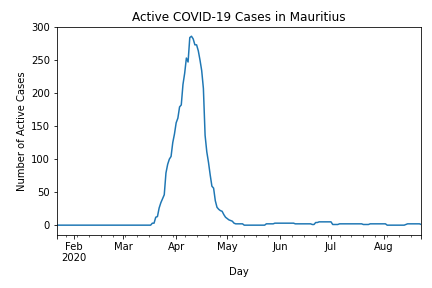 Active COVID-19 Cases in Mauritius
Number of Active Cases
300
250
200
150
100
50
0
Feb Mar Apr May Jun Jul Aug
2020
Day